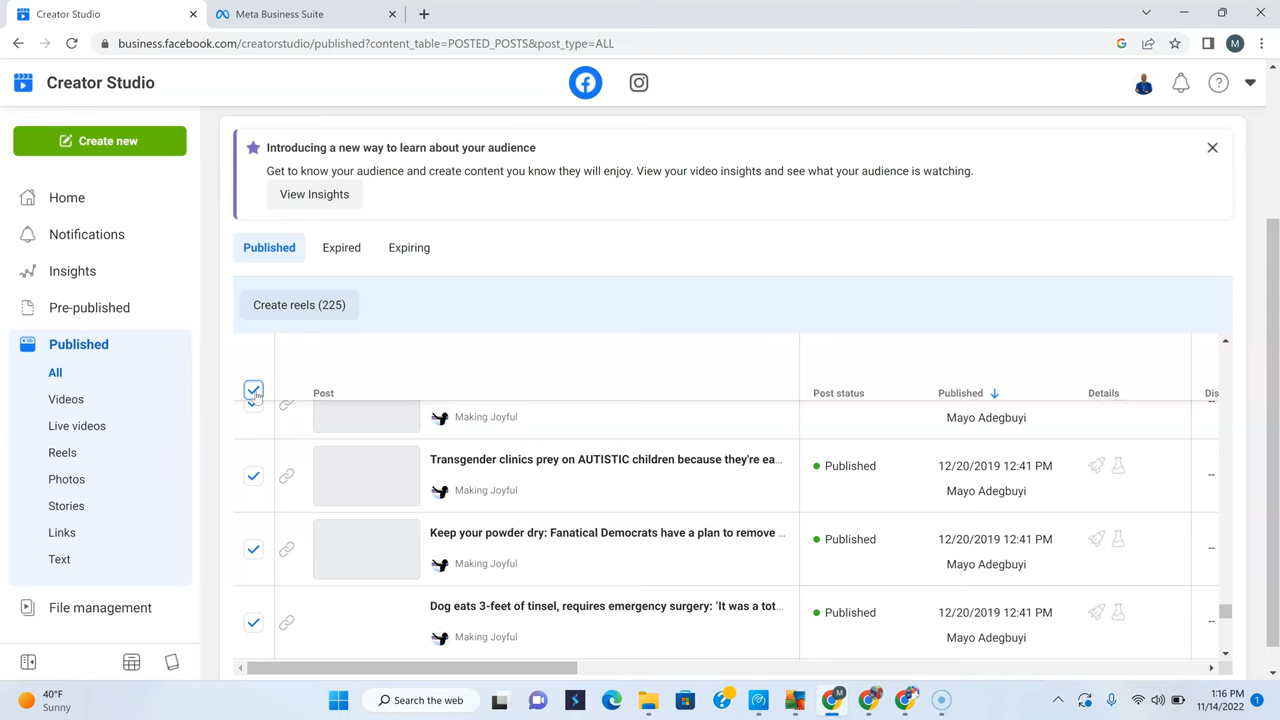 Creator Studio
Meta Business Suite
business.facebook.com/creatorstudio/published?content_table=POSTED_POSTS&post_type=ALL
M
Creator Studio
Create new
Home
Notifications
Insights
Pre-published
Published
All
Videos
Live videos
Reels
Photos
Stories
Links
Text
File management
Introducing a new way to learn about your audience
Get to know your audience and create content you know they will enjoy. View your video insights and see what your audience is watching.
View Insights
Published
Expired
Expiring
Create reels (225)
Post
Post status
Published
Details
Dis
Making Joyful
Mayo Adegbuyi
--
Transgender clinics prey on AUTISTIC children because they're ea...
Making Joyful
Published
12/20/2019 12:41 PM
Mayo Adegbuyi
--
Keep your powder dry: Fanatical Democrats have a plan to remove ...
Making Joyful
Published
12/20/2019 12:41 PM
Mayo Adegbuyi
--
Dog eats 3-feet of tinsel, requires emergency surgery: ‘It was a tot...
Making Joyful
Published
12/20/2019 12:41 PM
Mayo Adegbuyi
--
40°F
Sunny
Search the web
1:16 PM
11/14/2022
1